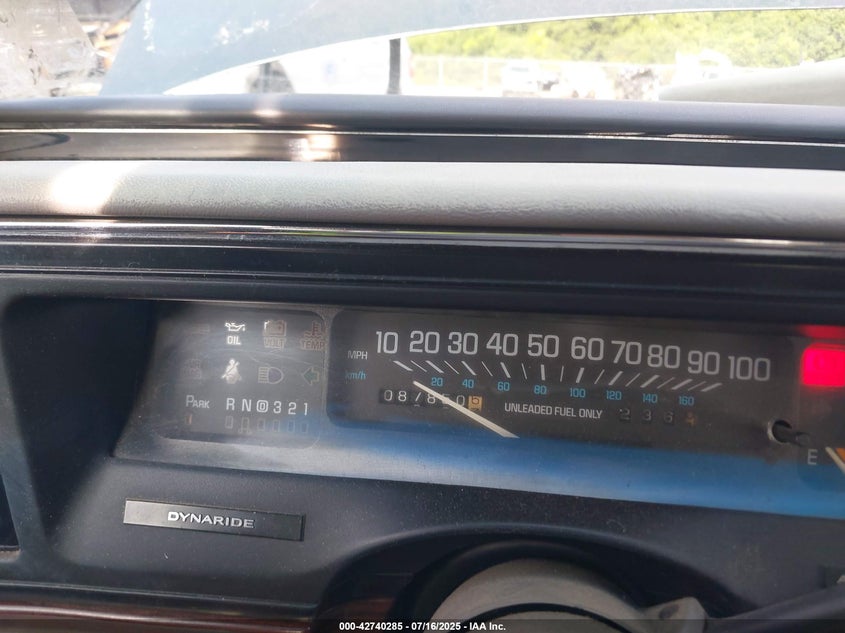 OIL
VOLT
TEMP
MPH 10 20 30 40 50 60 70 80 90 100
km/h 20 40 60 80 100 120 140 160
PARK R N D 3 2 1
UNLEADED FUEL ONLY
E
DYNARIDE
000-42740285 - 07/16/2025 - IAA Inc.